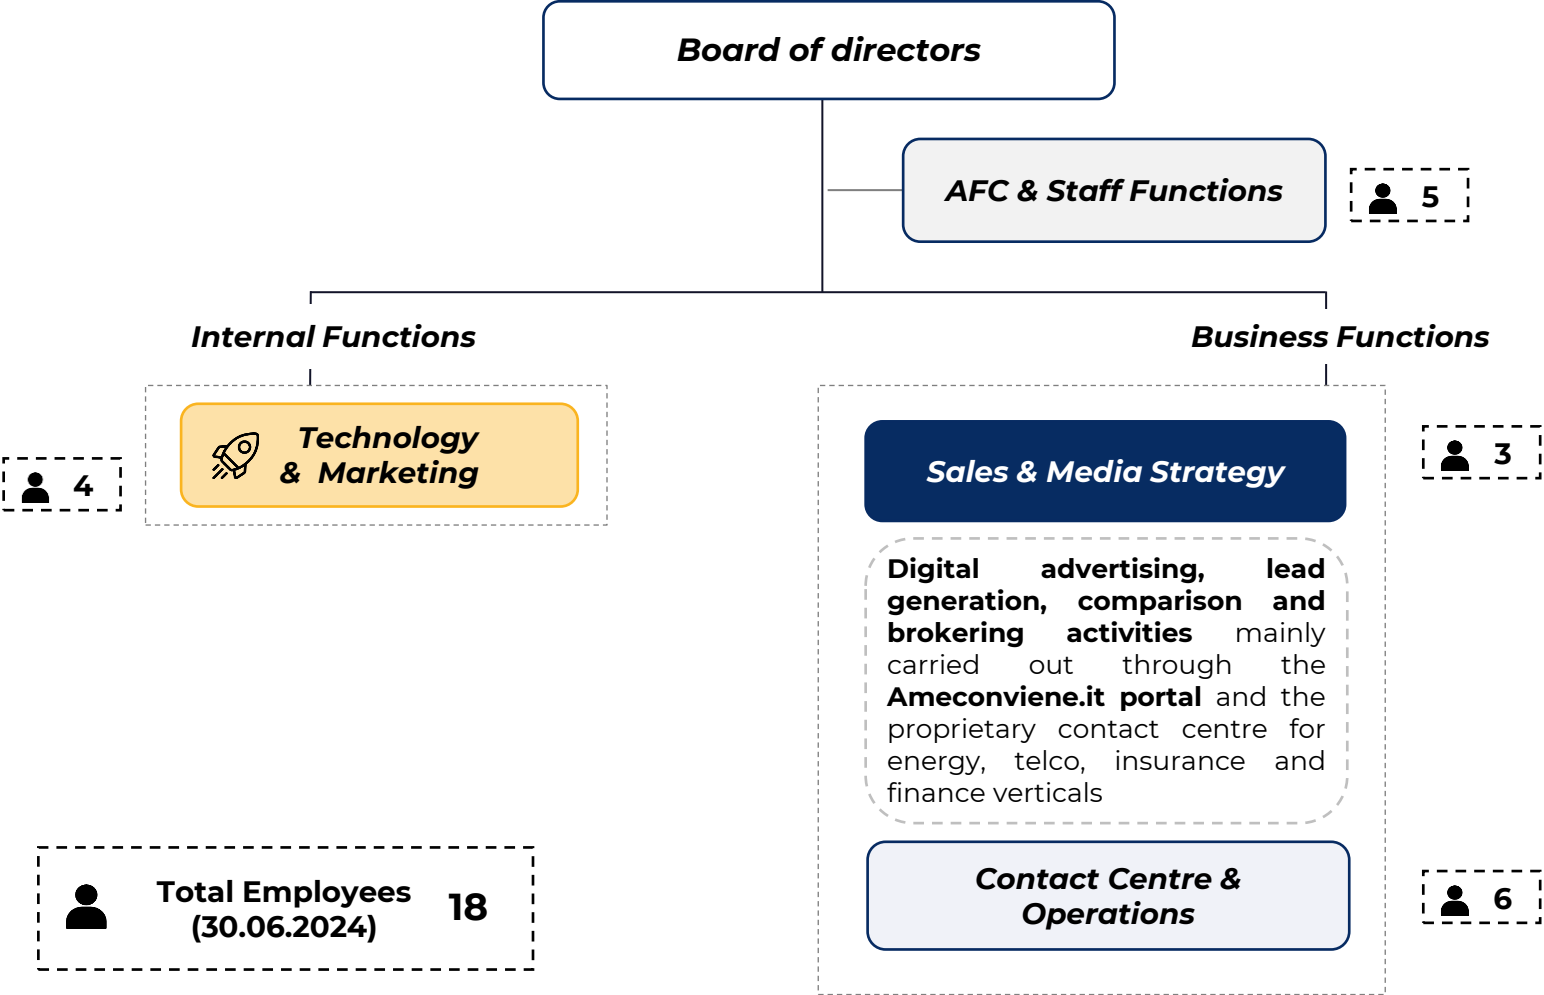 Board of directors
AFC & Staff Functions
5
Internal Functions
Business Functions
Technology
& Marketing
4
Sales & Media Strategy
3
Digital advertising, lead
generation, comparison and
brokering activities mainly
carried out through the
Ameconviene.it portal and the
proprietary contact centre for
energy, telco, insurance and
finance verticals
Total Employees
(30.06.2024)
18
Contact Centre &
Operations
6